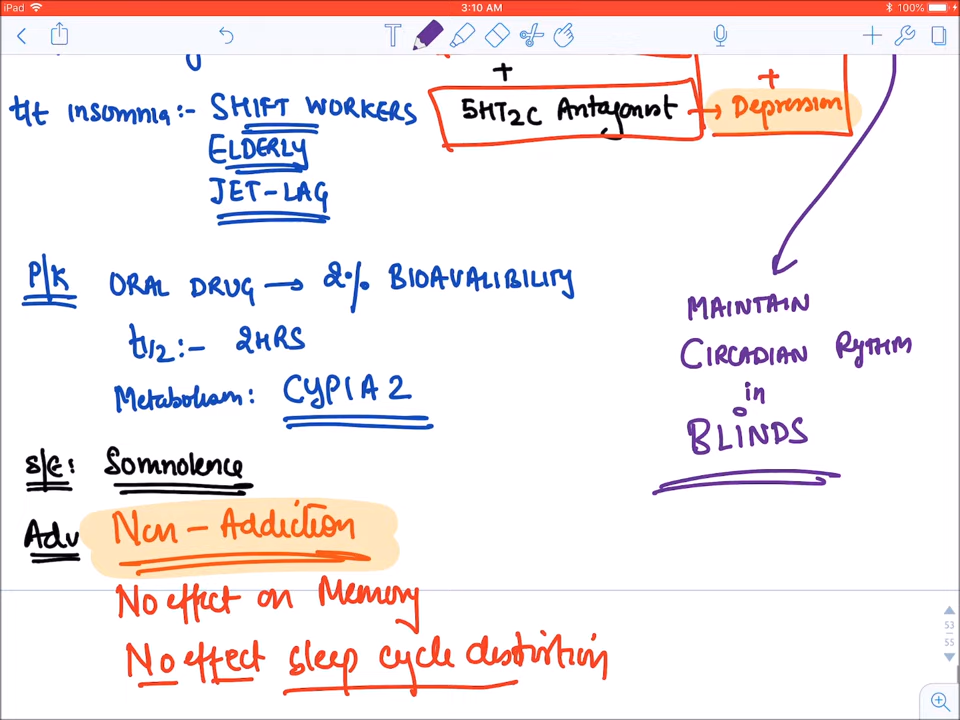 iPad
3:10 AM
100%
T
+
t/t insomnia:- SHIFT WORKERS
ELDERLY
JET-LAG
5HT2C Antagonist → Depression
+
P/K ORAL DRUG → 2% BIOAVALIBILITY
t1/2:- 2HRS
Metabolism: CYP1A2
S/E: Somnolence
Adv Non-Addiction
No effect on Memory
No effect sleep cycle distirtion
MAINTAIN
CIRCADIAN RythM
in
BLINDS
53
55